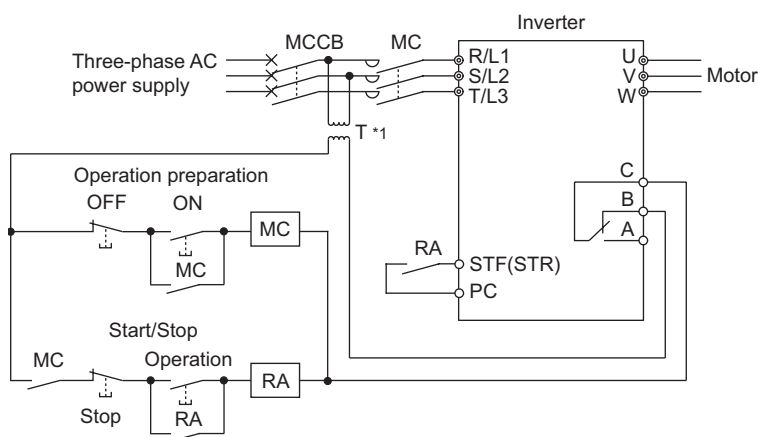 Inverter
MCCB
MC
Three-phase AC
power supply
R/L1
S/L2
T/L3
U
V
W
Motor
T *1
Operation preparation
OFF
ON
MC
MC
C
B
A
RA
STF(STR)
PC
Start/Stop
MC
Operation
RA
Stop
RA